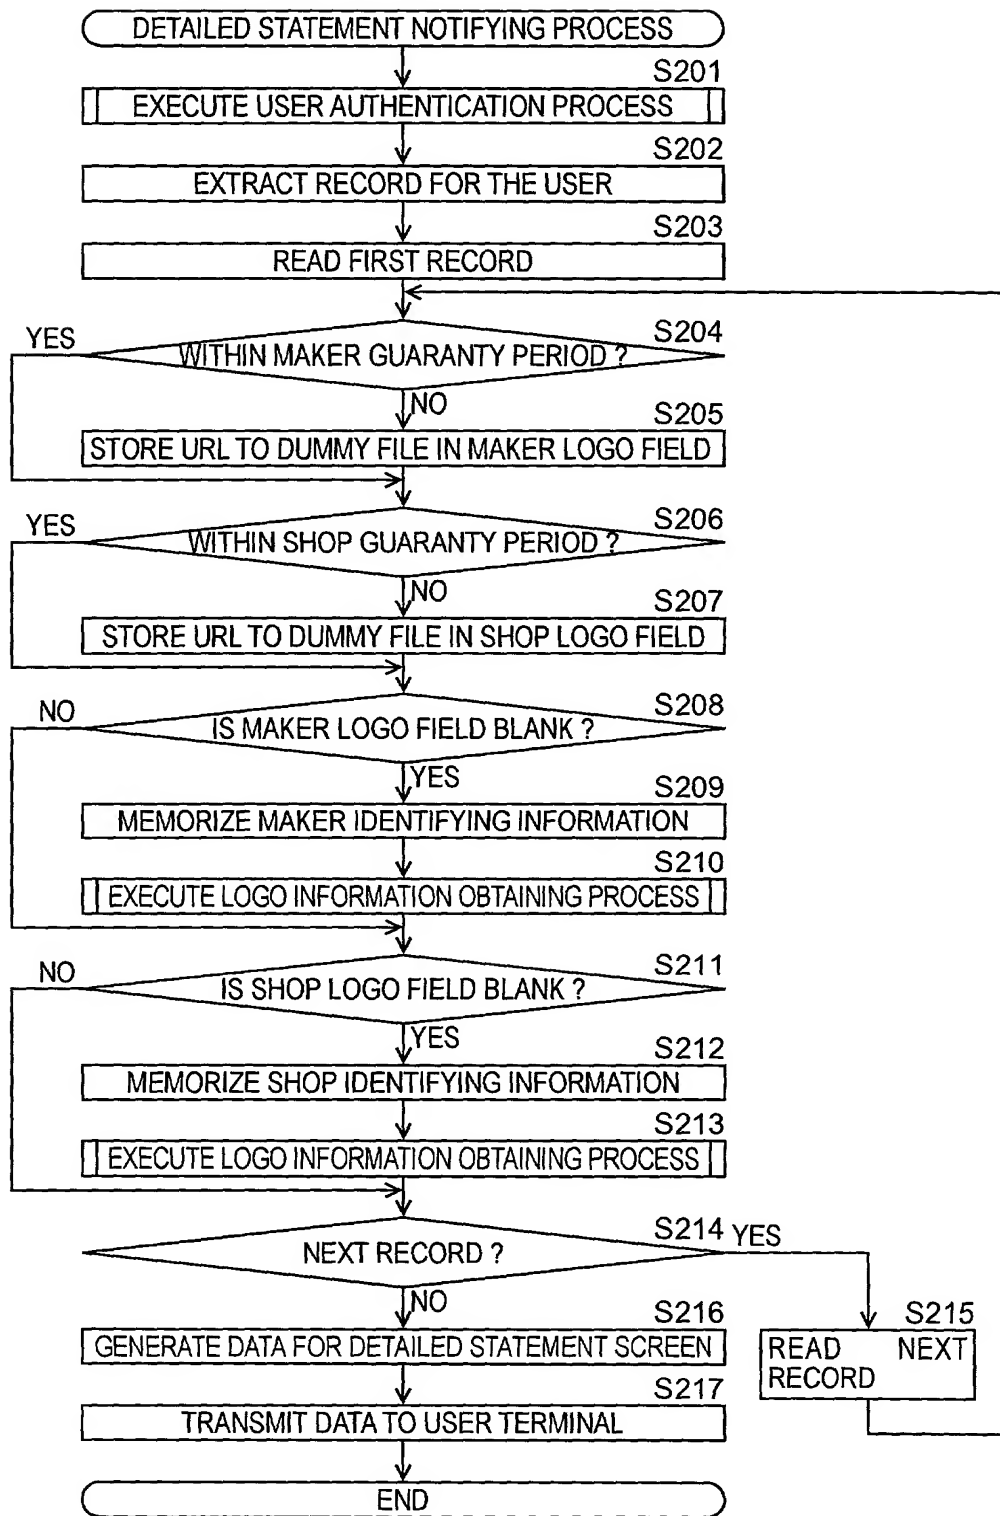 DETAILED STATEMENT NOTIFYING PROCESS
S201
EXECUTE USER AUTHENTICATION PROCESS
S202
EXTRACT RECORD FOR THE USER
S203
READ FIRST RECORD
S204
YES
WITHIN MAKER GUARANTY PERIOD ?
NO
S205
STORE URL TO DUMMY FILE IN MAKER LOGO FIELD
S206
YES
WITHIN SHOP GUARANTY PERIOD ?
NO
S207
STORE URL TO DUMMY FILE IN SHOP LOGO FIELD
S208
NO
IS MAKER LOGO FIELD BLANK ?
YES
S209
MEMORIZE MAKER IDENTIFYING INFORMATION
S210
EXECUTE LOGO INFORMATION OBTAINING PROCESS
S211
NO
IS SHOP LOGO FIELD BLANK ?
YES
S212
MEMORIZE SHOP IDENTIFYING INFORMATION
S213
EXECUTE LOGO INFORMATION OBTAINING PROCESS
S214
YES
NEXT RECORD ?
NO
S215
READ NEXT
RECORD
S216
GENERATE DATA FOR DETAILED STATEMENT SCREEN
S217
TRANSMIT DATA TO USER TERMINAL
END